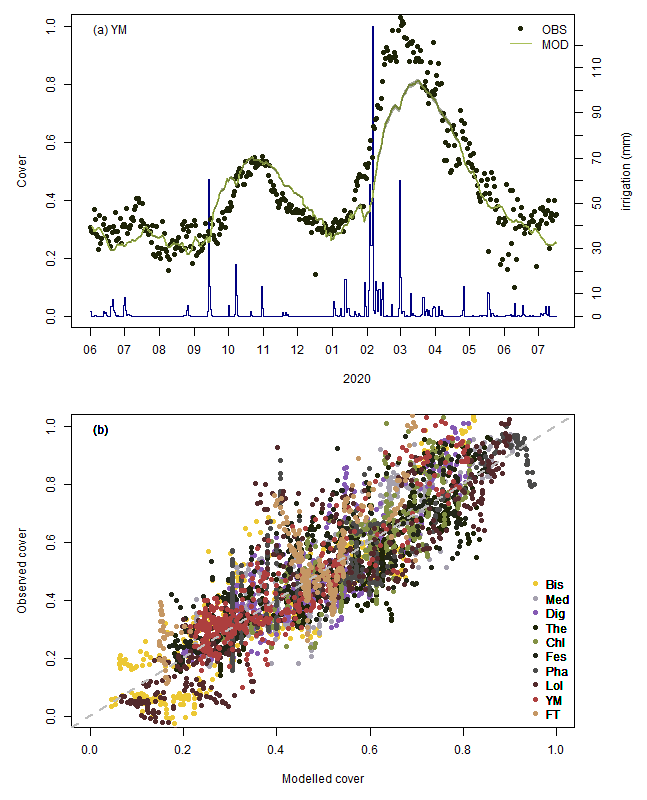 (a) YM
OBS
MOD
1.0
0.8
0.6
0.4
0.2
0.0
Cover
110
90
70
50
30
10
0
irrigation (mm)
06 07 08 09 10 11 12 01 02 03 04 05 06 07
2020
(b)
1.0
0.8
0.6
0.4
0.2
0.0
Observed cover
Bis
Med
Dig
The
Chl
Fes
Pha
Lol
YM
FT
0.0 0.2 0.4 0.6 0.8 1.0
Modelled cover